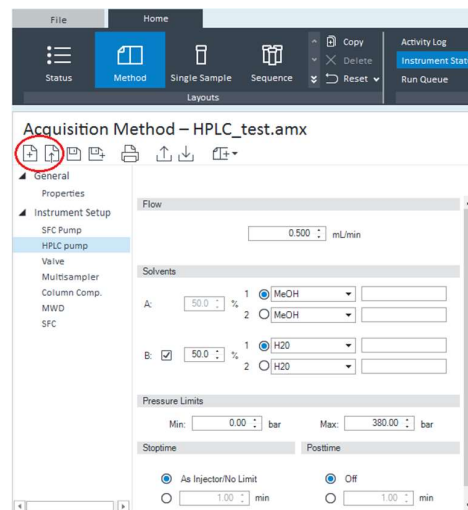 File Home
Copy Activity Log
Delete Instrument Stat
Status Method Single Sample Sequence Reset Run Queue
Layouts
Acquisition Method – HPLC_test.amx
General
Properties
Instrument Setup
SFC Pump
HPLC pump
Valve
Multisampler
Column Comp.
MWD
SFC
Flow
0.500 mL/min
Solvents
A: 50.0 % 1 MeOH
2 MeOH
B: 50.0 % 1 H20
2 H20
Pressure Limits
Min: 0.00 bar Max: 380.00 bar
Stoptime Posttime
As Injector/No Limit Off
1.00 min 1.00 min